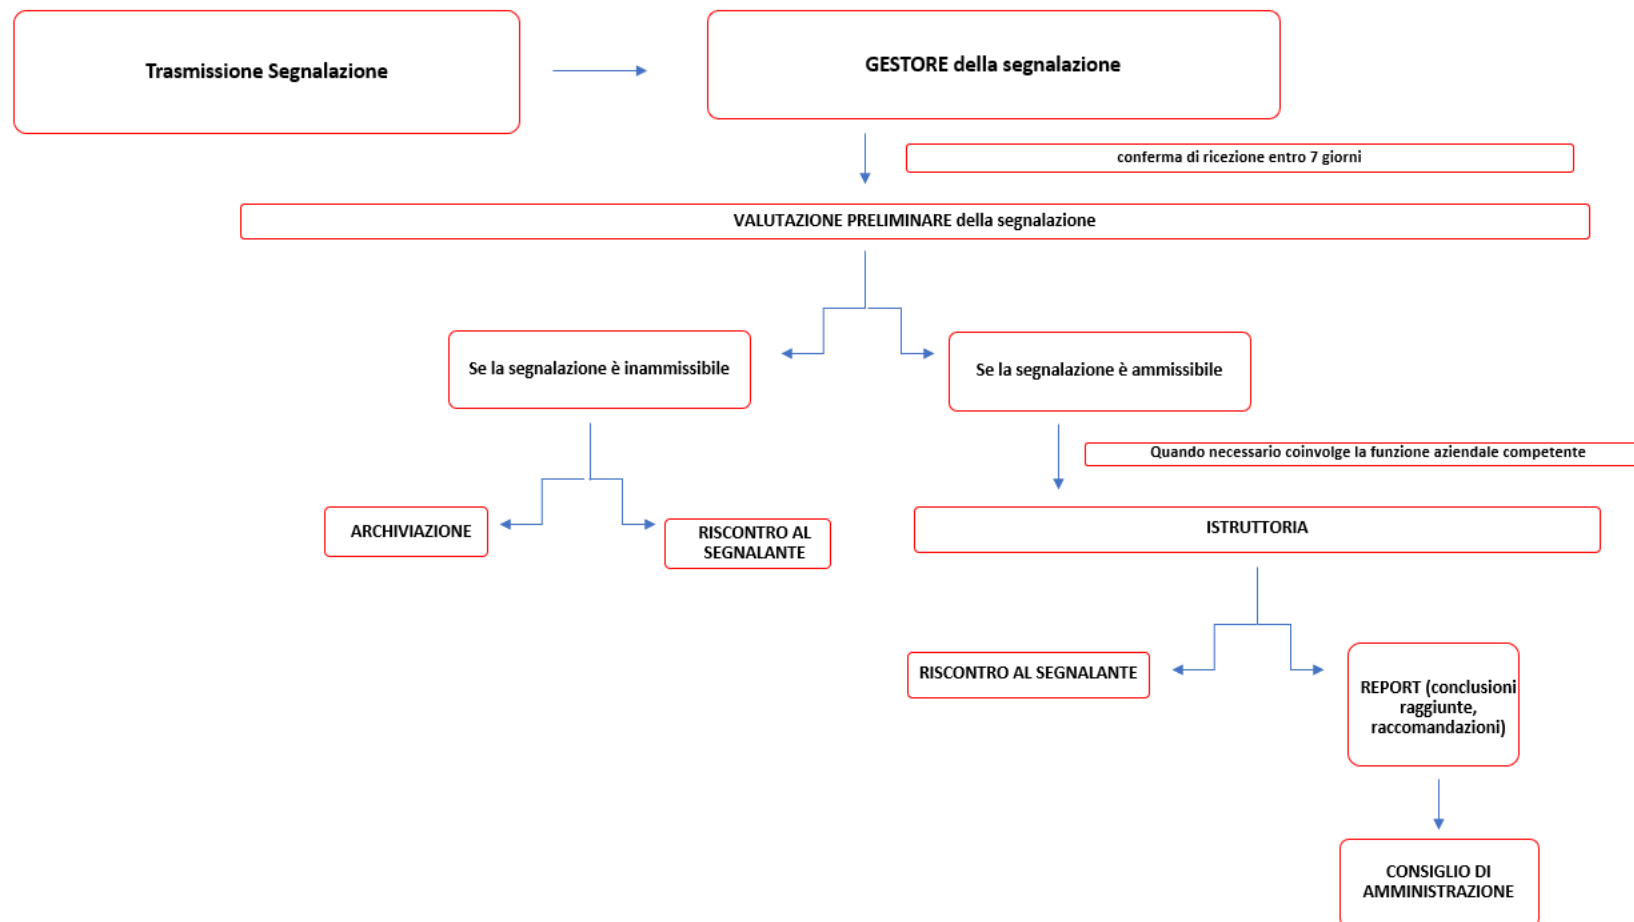 Trasmissione Segnalazione
GESTORE della segnalazione
conferma di ricezione entro 7 giorni
VALUTAZIONE PRELIMINARE della segnalazione
Se la segnalazione è inammissibile
Se la segnalazione è ammissibile
Quando necessario coinvolge la funzione aziendale competente
ARCHIVIAZIONE
RISCONTRO AL
SEGNALANTE
ISTRUTTORIA
RISCONTRO AL SEGNALANTE
REPORT (conclusioni
raggiunte,
raccomandazioni)
CONSIGLIO DI
AMMINISTRAZIONE